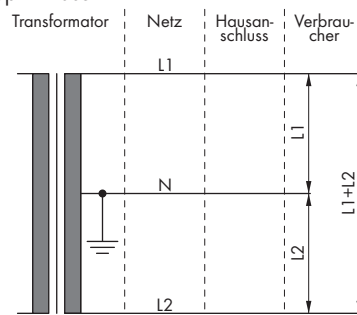 Transformator
Netz
Hausan-
schluss
Verbrau-
cher
L1
L1
L1+L2
N
L2
L2